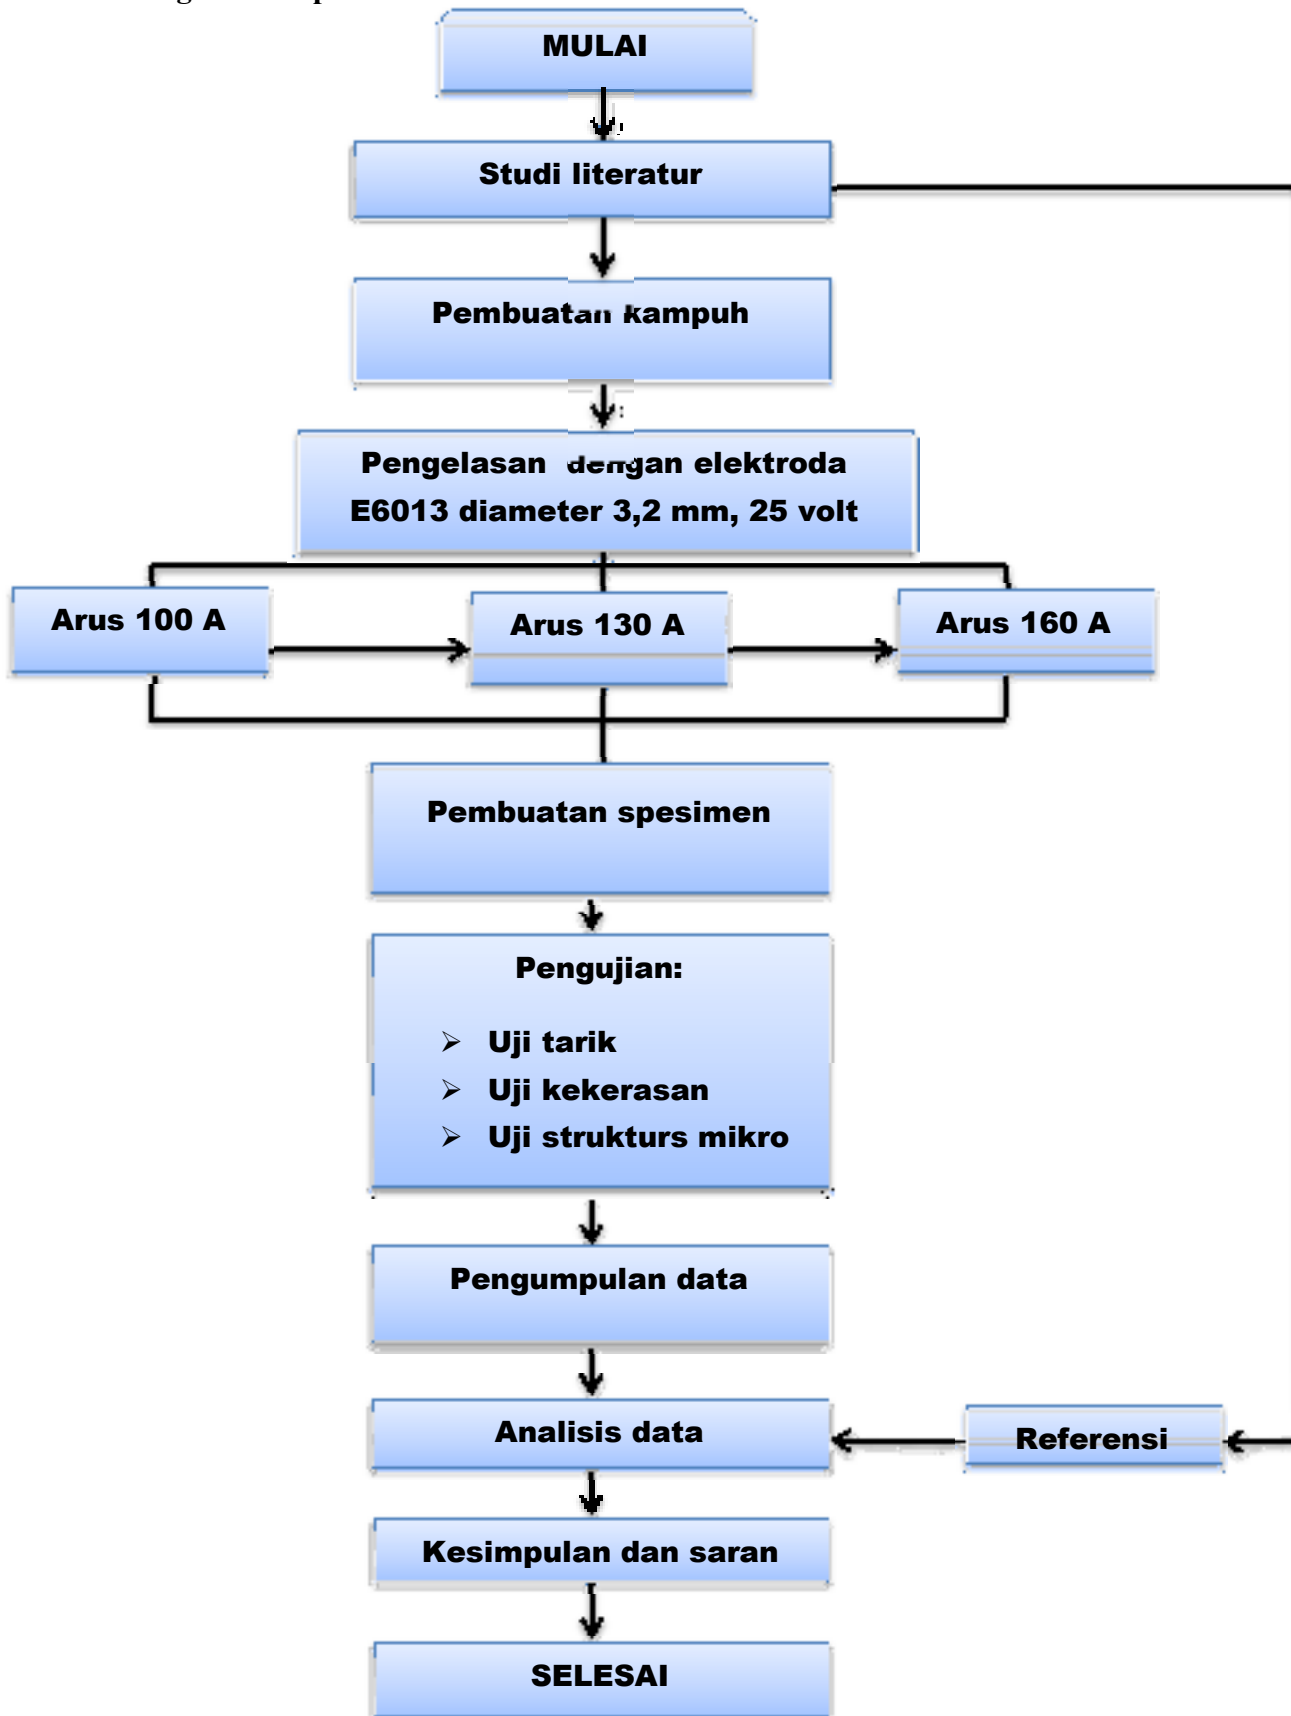 MULAI
Studi literatur
Pembuatan kampuh
Pengelasan dengan elektroda
E6013 diameter 3,2 mm, 25 volt
Arus 100 A
Arus 130 A
Arus 160 A
Pembuatan spesimen
Pengujian:
➢ Uji tarik
➢ Uji kekerasan
➢ Uji strukturs mikro
Pengumpulan data
Analisis data
Referensi
Kesimpulan dan saran
SELESAI